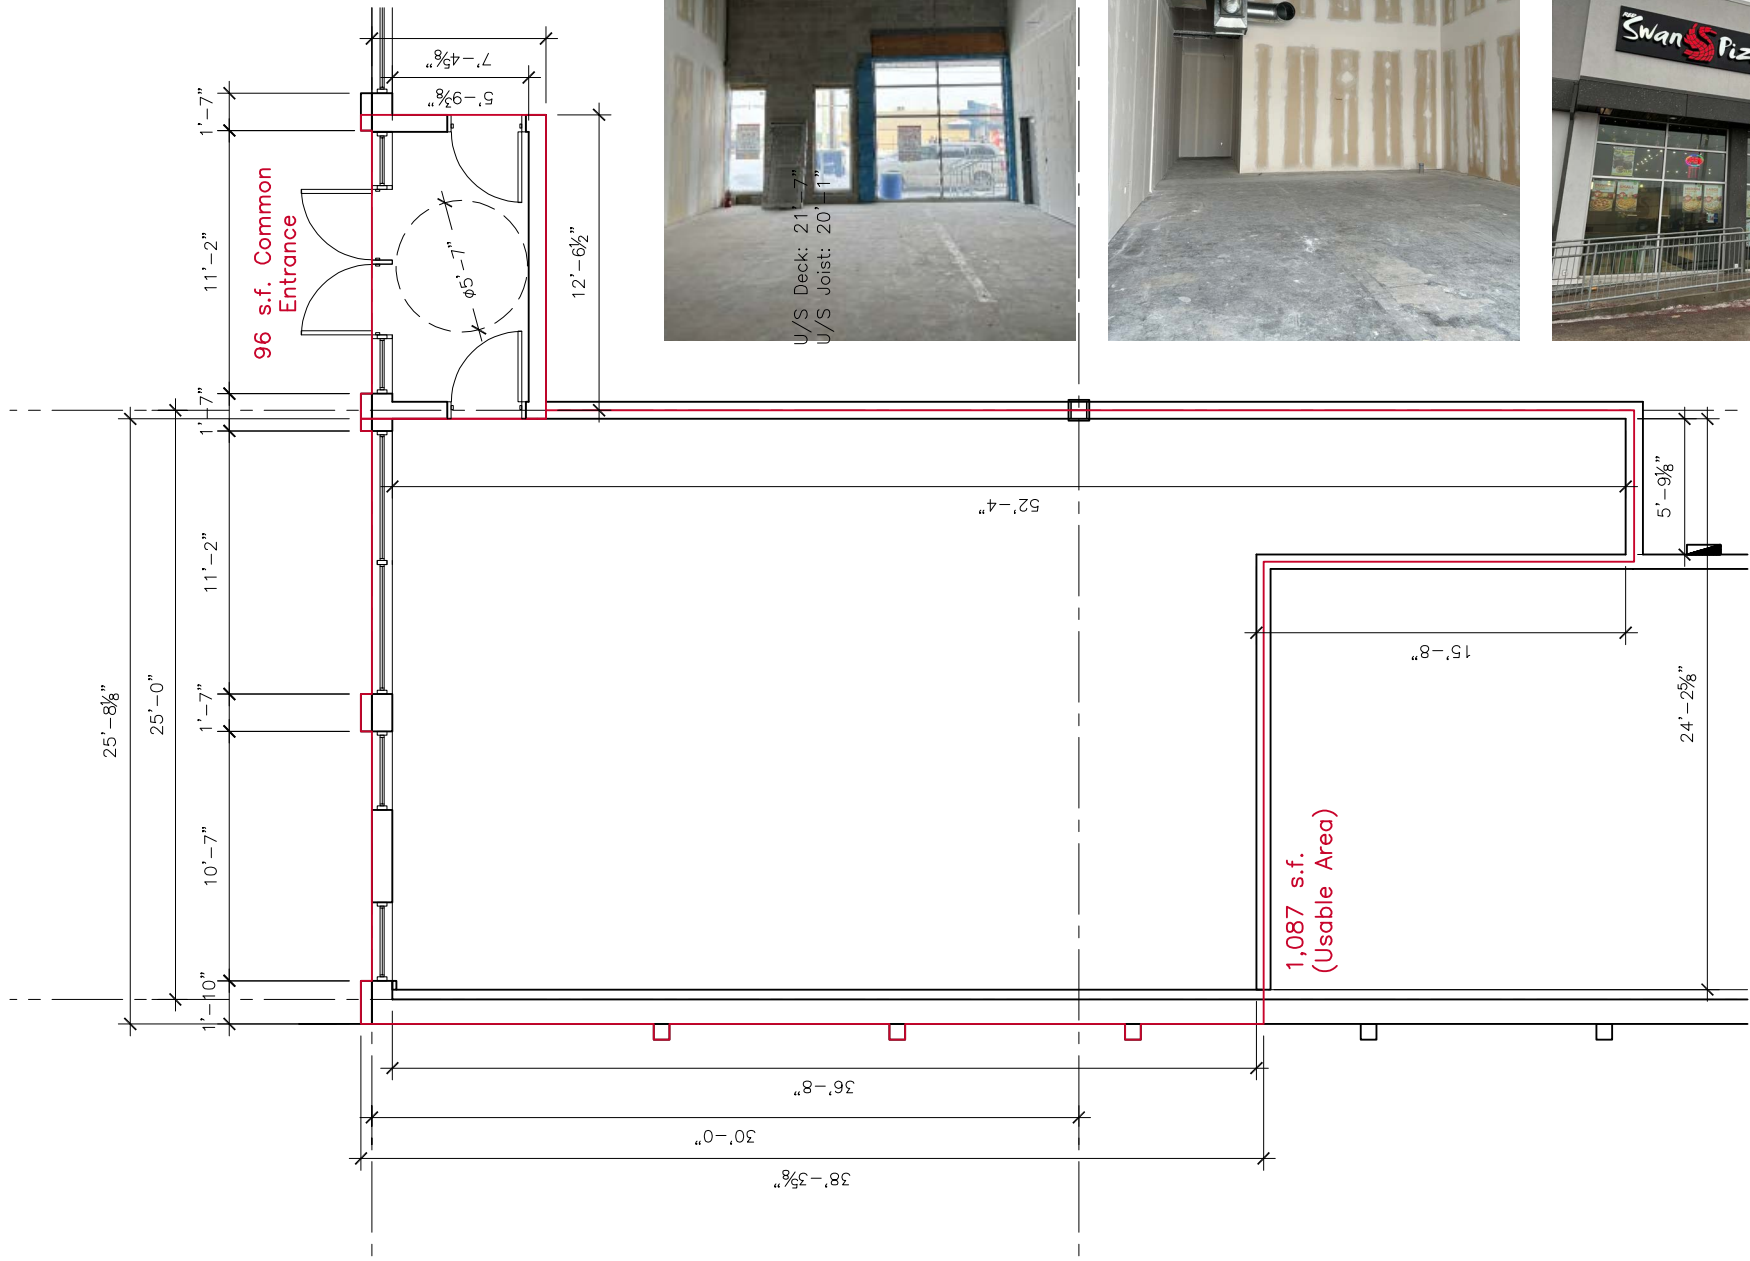 7'-4⅝"
5'-9⅜"
1'-7"
11'-2"
96 s.f. Common
Entrance
ø5'-7"
12'-6½"
U/S Deck: 21'-7"
U/S Joist: 20'-1"
RED
Swan Piz
1'-7"
25'-8⅛"
25'-0"
11'-2"
1'-7"
10'-7"
1'-10"
52'-4"
5'-9⅛"
15'-8"
24'-2⅝"
1,087 s.f.
(Usable Area)
36'-8"
30'-0"
38'-3⅝"